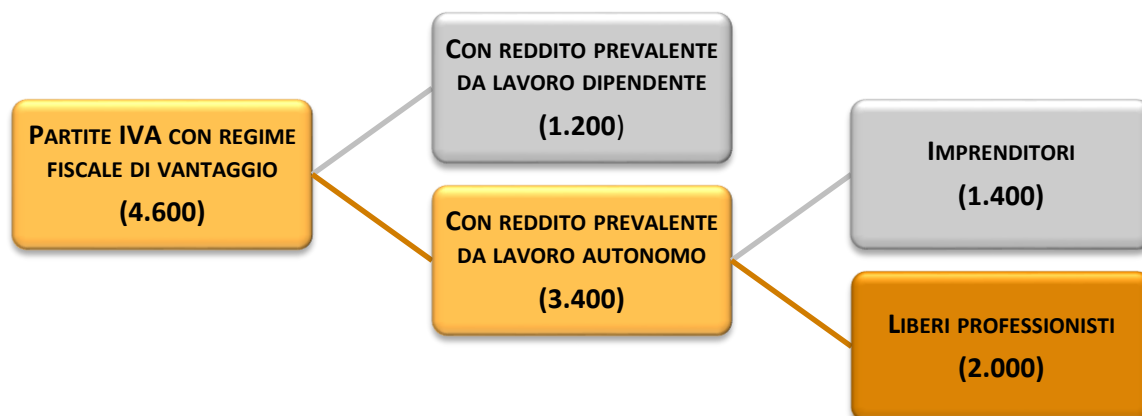 PARTITE IVA CON REGIME
FISCALE DI VANTAGGIO
(4.600)
CON REDDITO PREVALENTE
DA LAVORO DIPENDENTE
(1.200)
CON REDDITO PREVALENTE
DA LAVORO AUTONOMO
(3.400)
IMPRENDITORI
(1.400)
LIBERI PROFESSIONISTI
(2.000)